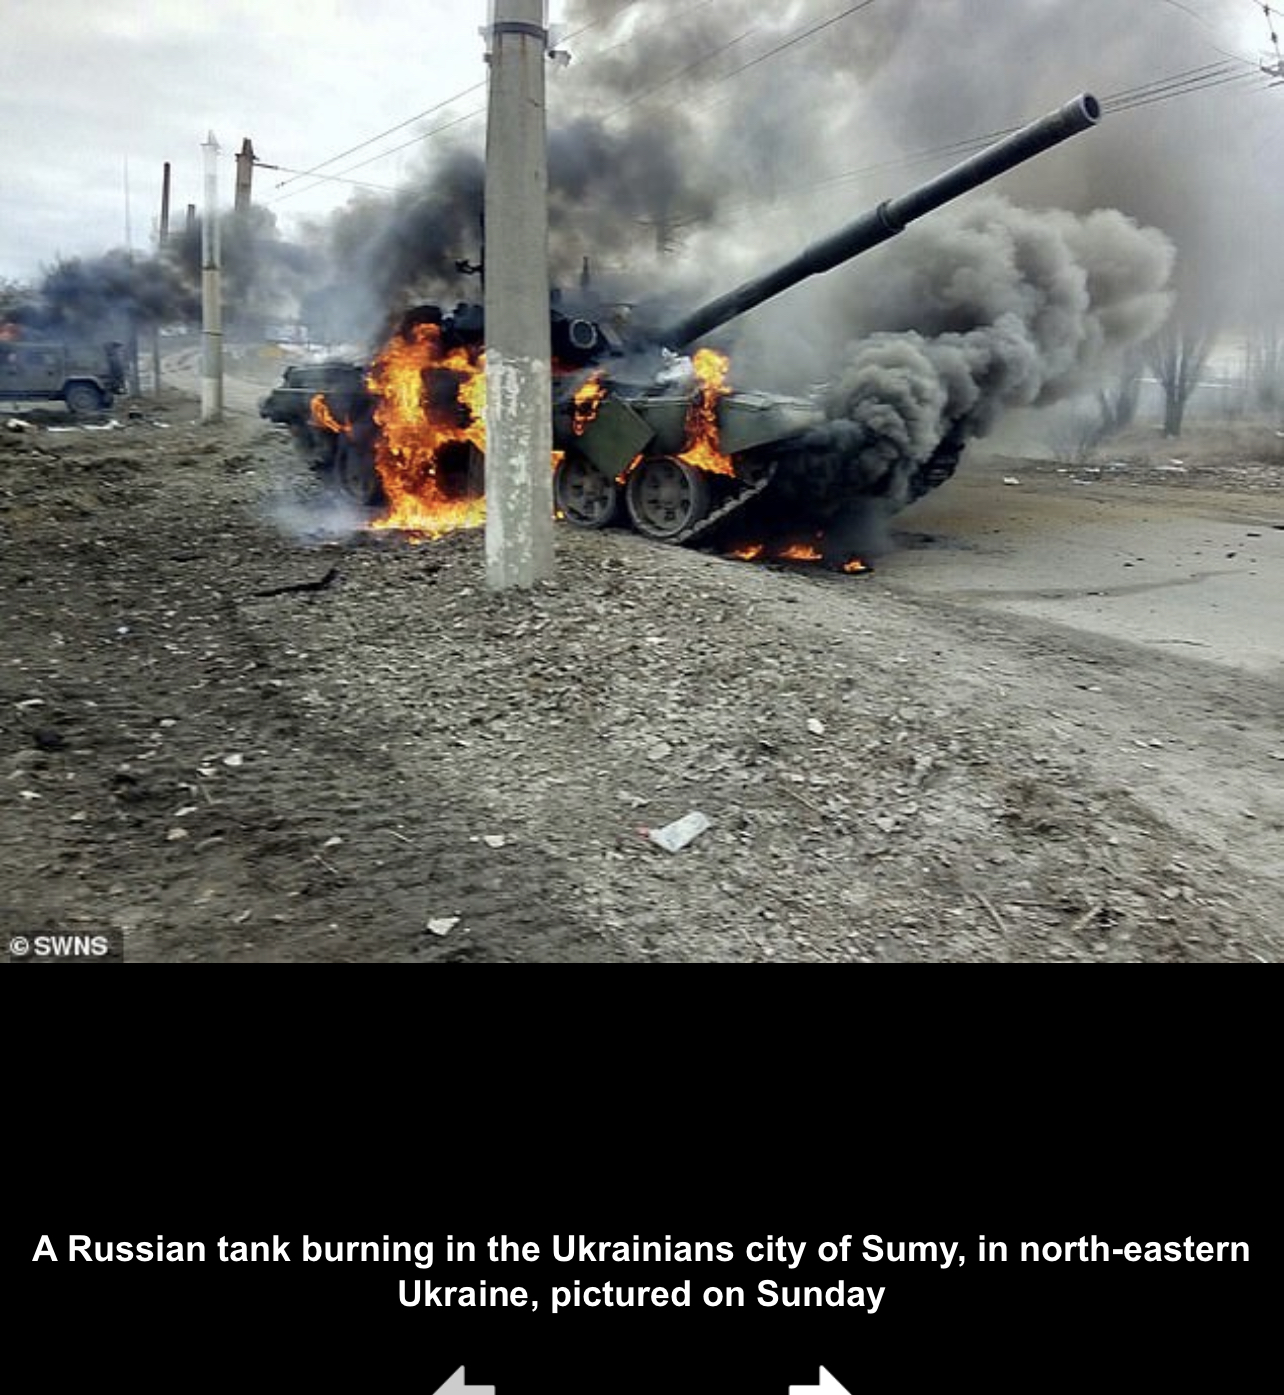 © SWNS
A Russian tank burning in the Ukrainians city of Sumy, in north-eastern
Ukraine, pictured on Sunday